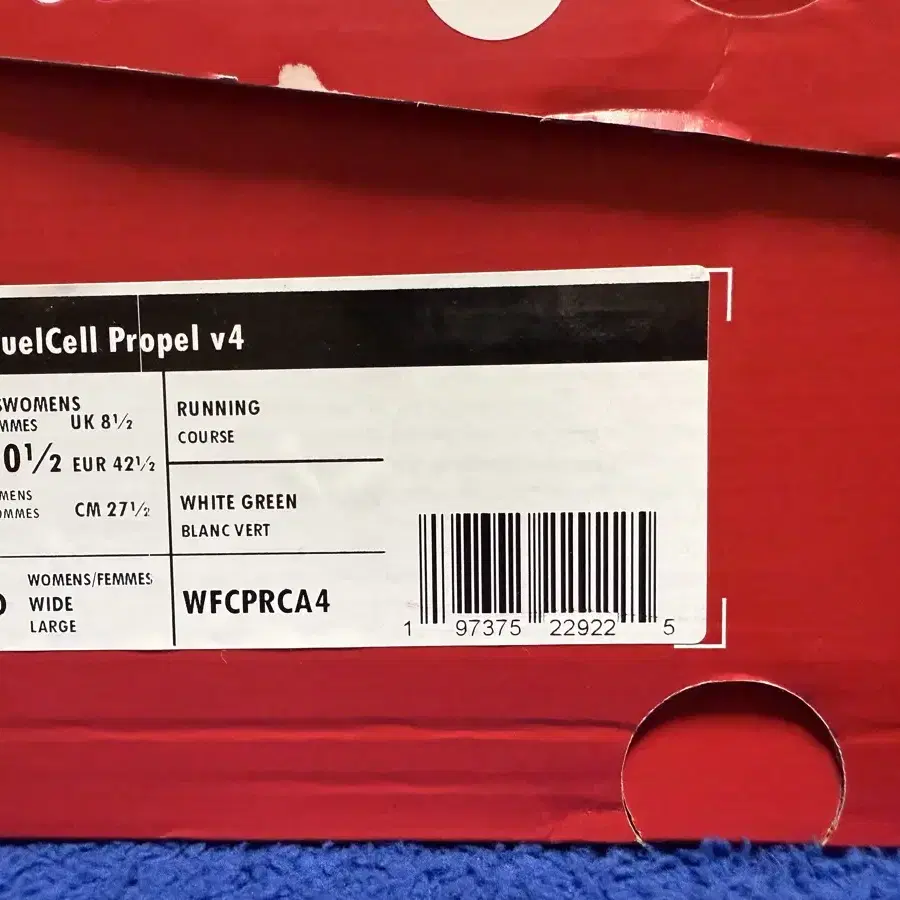 uelCell Propel v4
SWOMENS
MMES UK 8½
0½ EUR 42½
MENS
OMMES CM 27½
WOMENS/FEMMES
D WIDE
LARGE
RUNNING
COURSE
WHITE GREEN
BLANC VERT
WFCPRCA4
1 97375 22922 5